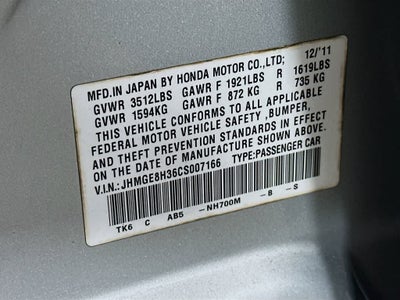 MFD.IN JAPAN BY HONDA MOTOR CO.,LTD; 12/'11
GVWR 3512LBS GAWR F 1921LBS R 1619LBS
GVWR 1594KG GAWR F 872 KG R 735 KG
THIS VEHICLE CONFORMS TO ALL APPLICABLE
FEDERAL MOTOR VEHICLE SAFETY ,BUMPER,
AND THEFT PREVENTION STANDARDS IN EFFECT
ON THE DATE OF MANUFACTURE SHOWN ABOVE.
V.I.N.: JHMGE8H36CS007166 TYPE:PASSENGER CAR
TK6 C AB5 -NH700M -B -S